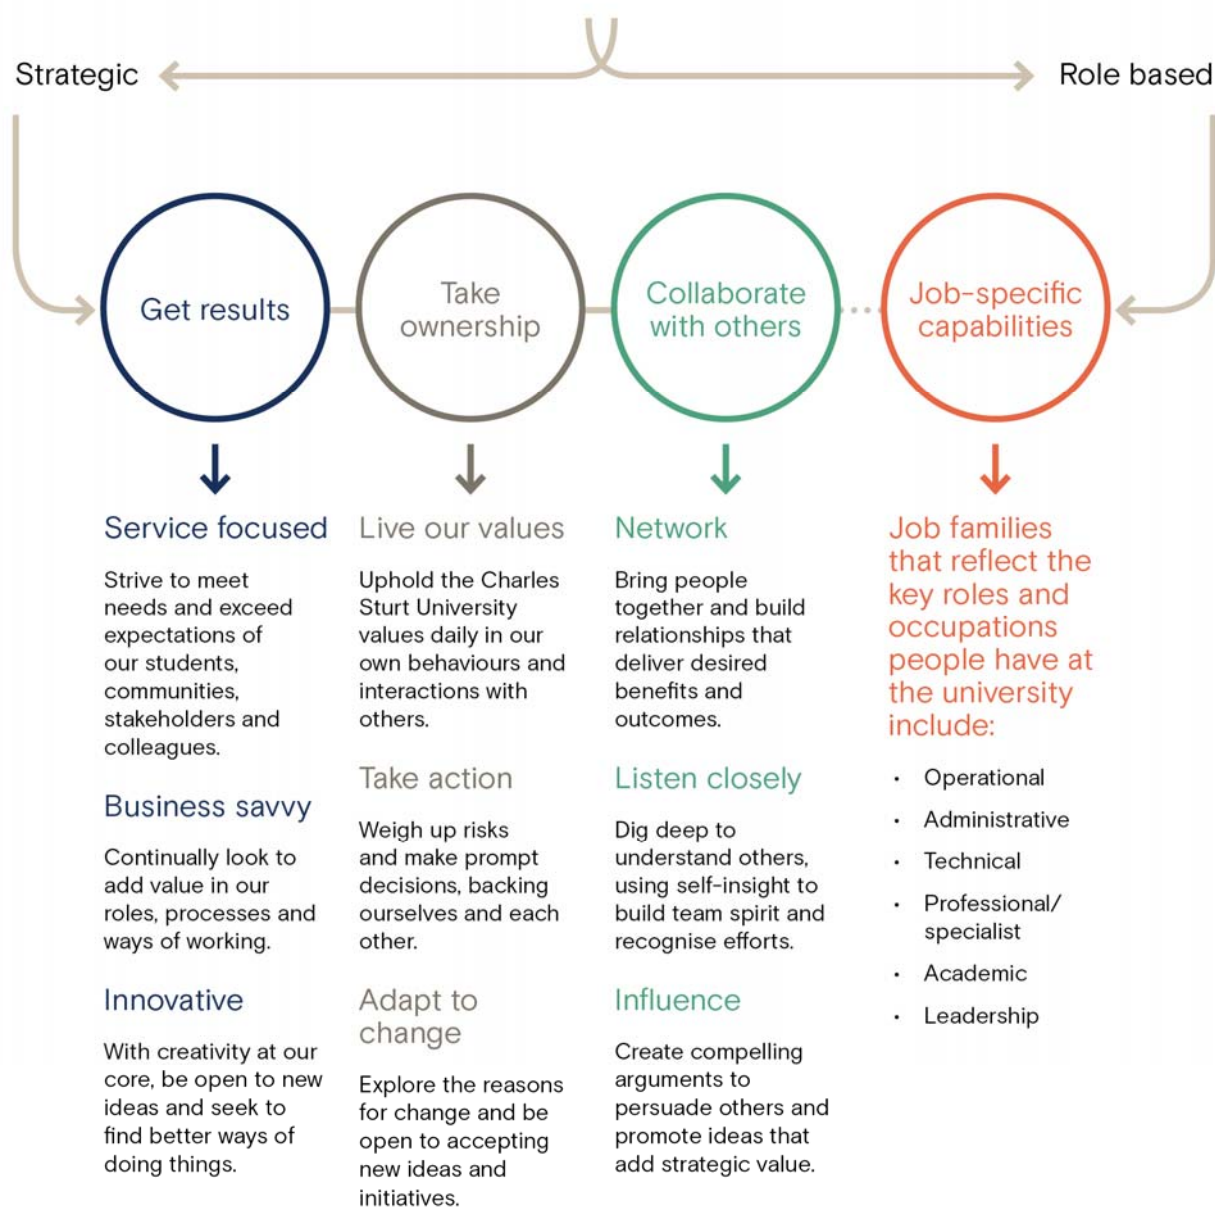 Strategic
Role based
Get results
Take
ownership
Collaborate
with others
Job-specific
capabilities
Service focused
Strive to meet
needs and exceed
expectations of
our students,
communities,
stakeholders and
colleagues.
Business savvy
Continually look to
add value in our
roles, processes and
ways of working.
Innovative
With creativity at our
core, be open to new
ideas and seek to
find better ways of
doing things.
Live our values
Uphold the Charles
Sturt University
values daily in our
own behaviours and
interactions with
others.
Take action
Weigh up risks
and make prompt
decisions, backing
ourselves and each
other.
Adapt to
change
Explore the reasons
for change and be
open to accepting
new ideas and
initiatives.
Network
Bring people
together and build
relationships that
deliver desired
benefits and
outcomes.
Listen closely
Dig deep to
understand others,
using self-insight to
build team spirit and
recognise efforts.
Influence
Create compelling
arguments to
persuade others and
promote ideas that
add strategic value.
Job families
that reflect the
key roles and
occupations
people have at
the university
include:
• Operational
• Administrative
• Technical
• Professional/
specialist
• Academic
• Leadership